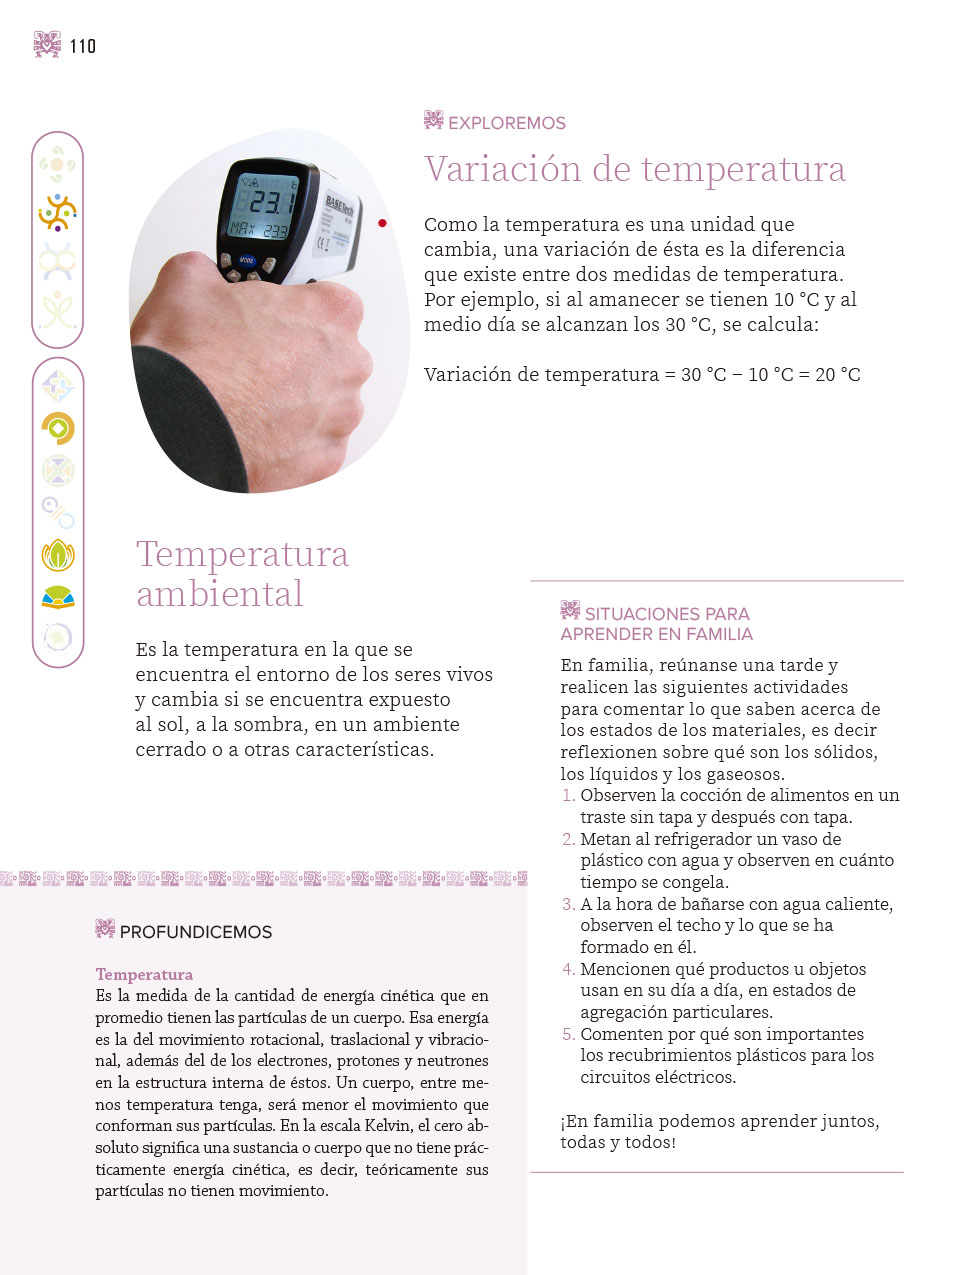 110
EXPLOREMOS
Variación de temperatura
Como la temperatura es una unidad que
cambia, una variación de ésta es la diferencia
que existe entre dos medidas de temperatura.
Por ejemplo, si al amanecer se tienen 10 °C y al
medio día se alcanzan los 30 °C, se calcula:
Variación de temperatura = 30 °C – 10 °C = 20 °C
23.1
MAX 23.3
MODE
BASETech
CE
Temperatura
ambiental
Es la temperatura en la que se
encuentra el entorno de los seres vivos
y cambia si se encuentra expuesto
al sol, a la sombra, en un ambiente
cerrado o a otras características.
PROFUNDICEMOS
Temperatura
Es la medida de la cantidad de energía cinética que en
promedio tienen las partículas de un cuerpo. Esa energía
es la del movimiento rotacional, traslacional y vibracio-
nal, además del de los electrones, protones y neutrones
en la estructura interna de éstos. Un cuerpo, entre me-
nos temperatura tenga, será menor el movimiento que
conforman sus partículas. En la escala Kelvin, el cero ab-
soluto significa una sustancia o cuerpo que no tiene prác-
ticamente energía cinética, es decir, teóricamente sus
partículas no tienen movimiento.
SITUACIONES PARA
APRENDER EN FAMILIA
En familia, reúnanse una tarde y
realicen las siguientes actividades
para comentar lo que saben acerca de
los estados de los materiales, es decir
reflexionen sobre qué son los sólidos,
los líquidos y los gaseosos.
1. Observen la cocción de alimentos en un
traste sin tapa y después con tapa.
2. Metan al refrigerador un vaso de
plástico con agua y observen en cuánto
tiempo se congela.
3. A la hora de bañarse con agua caliente,
observen el techo y lo que se ha
formado en él.
4. Mencionen qué productos u objetos
usan en su día a día, en estados de
agregación particulares.
5. Comenten por qué son importantes
los recubrimientos plásticos para los
circuitos eléctricos.
¡En familia podemos aprender juntos,
todas y todos!